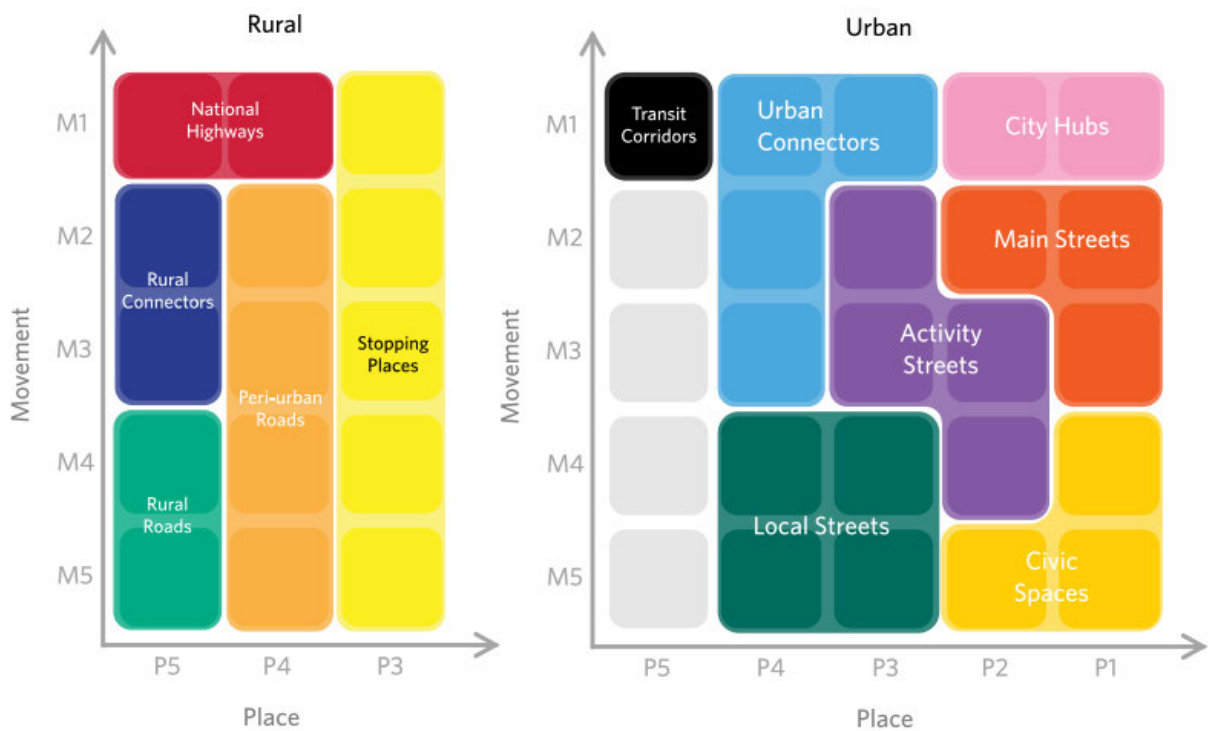 Rural
M1
M2
M3
M4
M5
Movement
National
Highways
Rural
Connectors
Peri-urban
Roads
Stopping
Places
Rural
Roads
P5
P4
P3
Place
Urban
M1
M2
M3
M4
M5
Movement
Transit
Corridors
Urban
Connectors
City Hubs
Main Streets
Activity
Streets
Local Streets
Civic
Spaces
P5
P4
P3
P2
P1
Place